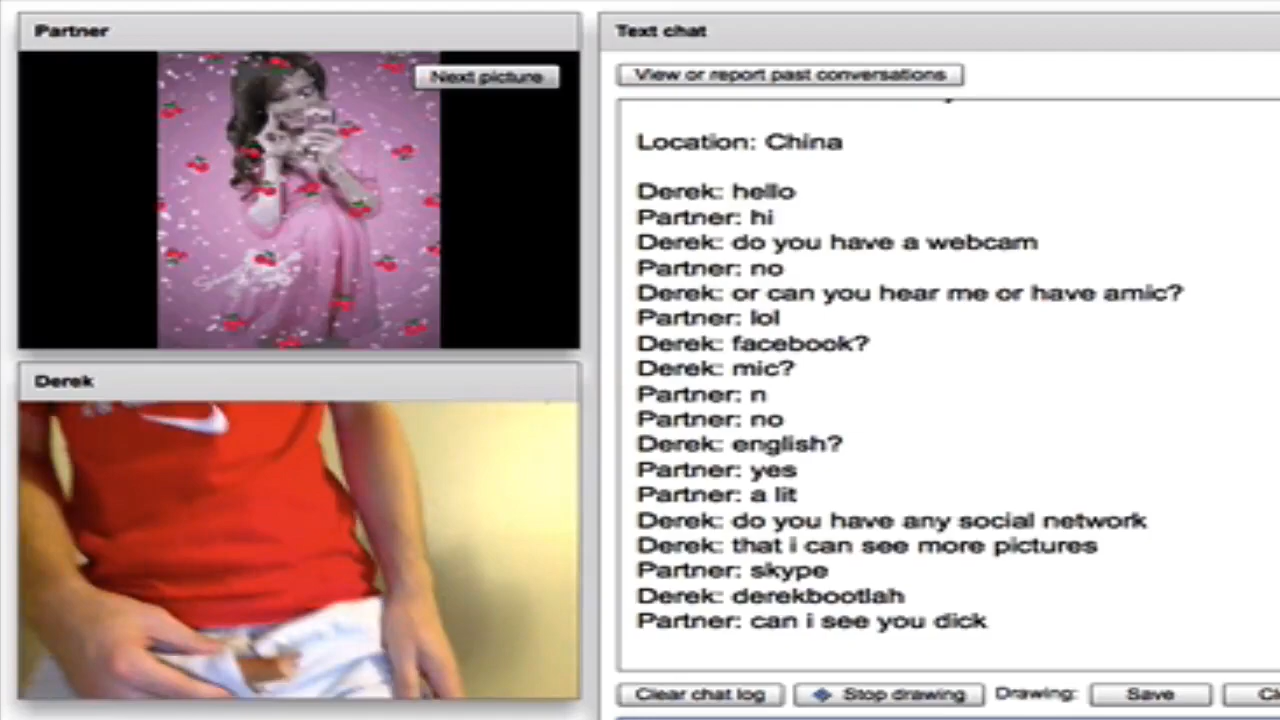 Partner
Next picture
Derek
Text chat
View or report past conversations
Location: China
Derek: hello
Partner: hi
Derek: do you have a webcam
Partner: no
Derek: or can you hear me or have amic?
Partner: lol
Derek: facebook?
Derek: mic?
Partner: n
Partner: no
Derek: english?
Partner: yes
Partner: a lit
Derek: do you have any social network
Derek: that i can see more pictures
Partner: skype
Derek: derekbootlah
Partner: can i see you dick
Clear chat log
Stop drawing
Drawing:
Save